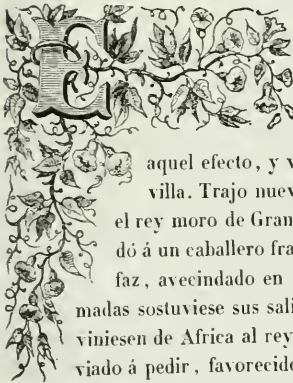 E
aquel efecto, y v
villa. Trajo nuev
el rey moro de Gran
dó á un caballero fra
faz, avecindado en
madas sostuviese sus sali
viniesen de Africa al rey
viado á pedir, favorecido